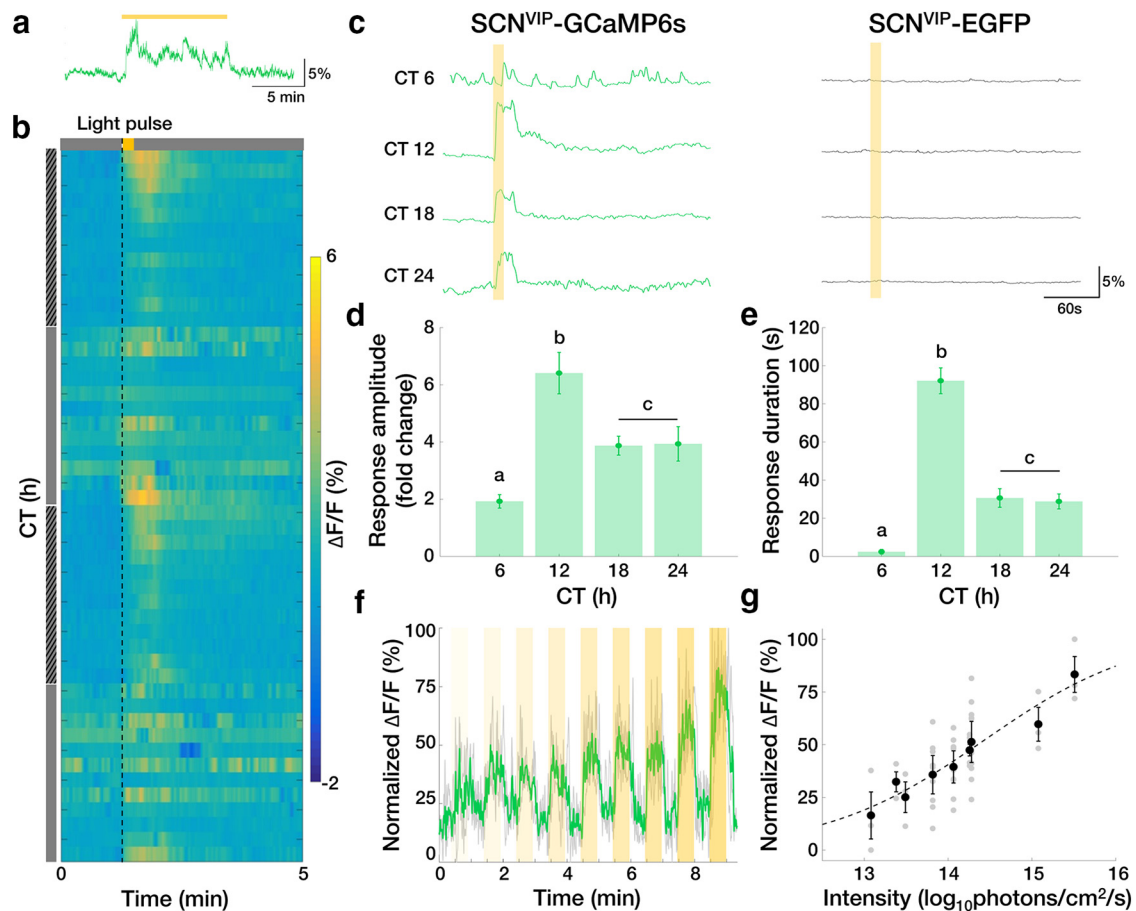 a
5%
5 min
b
Light pulse
CT (h)
0
5
Time (min)
6
ΔF/F (%)
-2
c
SCNVIP-GCaMP6s
SCNVIP-EGFP
CT 6
CT 12
CT 18
CT 24
5%
60s
d
Response amplitude
(fold change)
8
6
4
2
0
a
b
c
6
12
18
24
CT (h)
e
Response duration (s)
120
100
80
60
40
20
0
a
b
c
6
12
18
24
CT (h)
f
Normalized ΔF/F (%)
100
75
50
25
0
0
2
4
6
8
Time (min)
g
Normalized ΔF/F (%)
100
75
50
25
0
13
14
15
16
Intensity (log10photons/cm2/s)